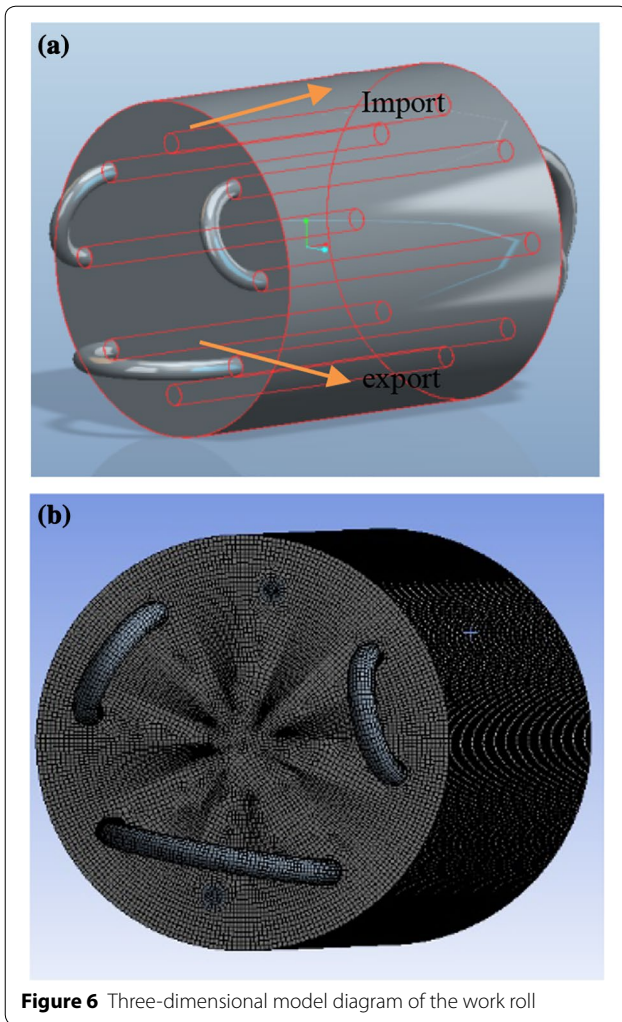 (a)
Import
export
(b)
Figure 6 Three-dimensional model diagram of the work roll